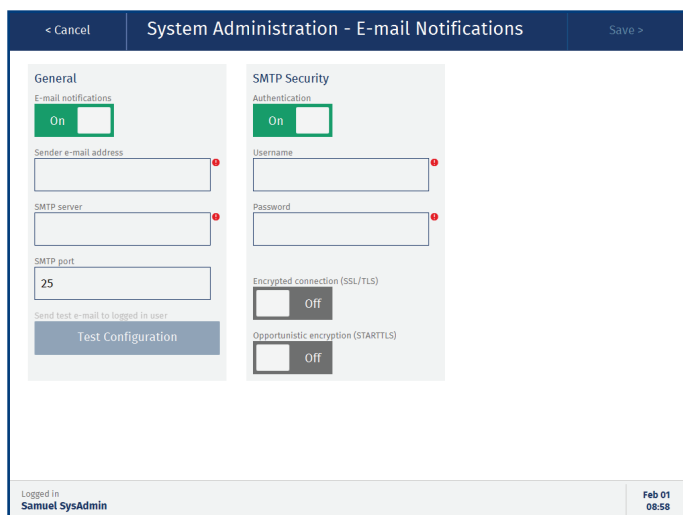 < Cancel
System Administration - E-mail Notifications
Save >
General
E-mail notifications
On
Sender e-mail address
SMTP server
SMTP port
25
Send test e-mail to logged in user
Test Configuration
SMTP Security
Authentication
On
Username
Password
Encrypted connection (SSL/TLS)
Off
Opportunistic encryption (STARTTLS)
Off
Logged in
Samuel SysAdmin
Feb 01
08:58